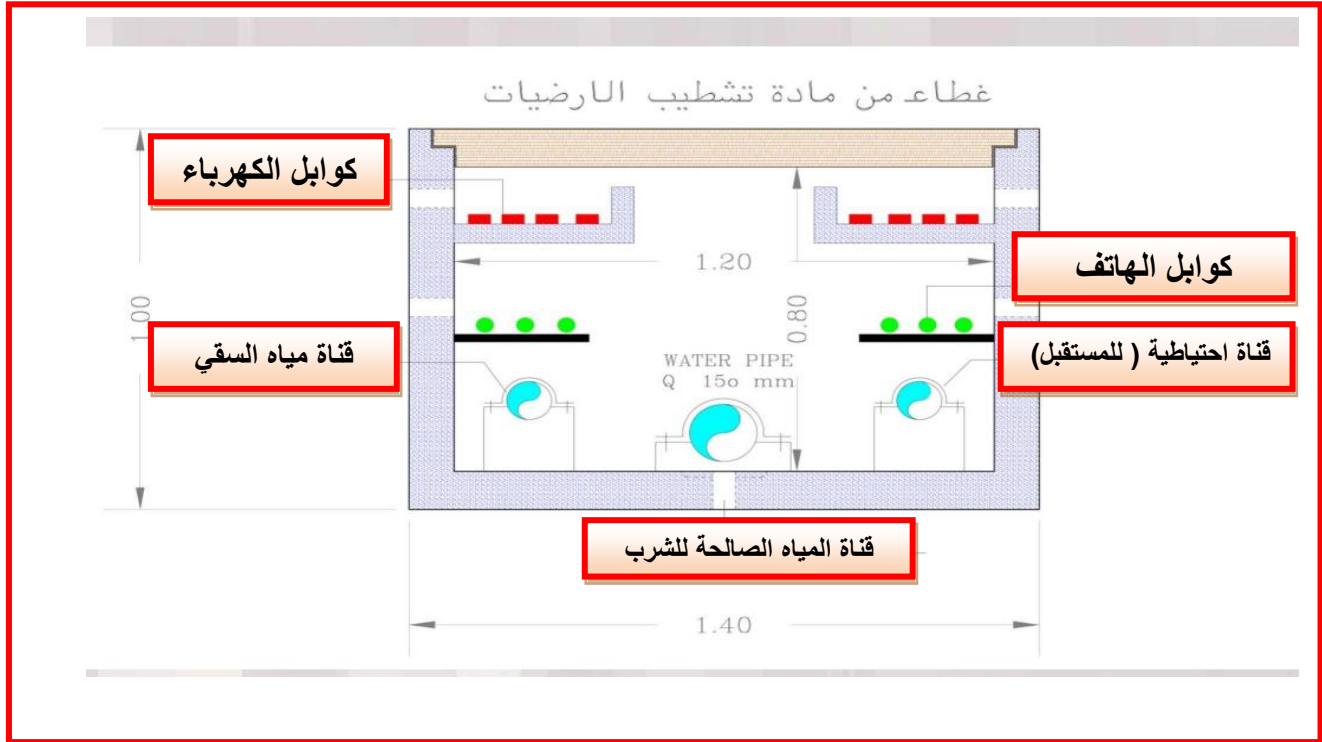 غطاء من مادة تشطيب الارضيات
كوابل الكهرباء
1.20
كوابل الهاتف
1.00
0.80
قناة مياه السقي
WATER PIPE
Q 15o mm
قناة احتياطية ( للمستقبل)
قناة المياه الصالحة للشرب
1.40